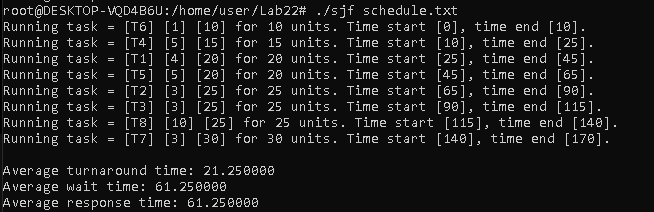 root@DESKTOP-VQD4B6U:/home/user/Lab22# ./sjf schedule.txt
Running task = [T6] [1] [10] for 10 units. Time start [0], time end [10].
Running task = [T4] [5] [15] for 15 units. Time start [10], time end [25].
Running task = [T1] [4] [20] for 20 units. Time start [25], time end [45].
Running task = [T5] [5] [20] for 20 units. Time start [45], time end [65].
Running task = [T2] [3] [25] for 25 units. Time start [65], time end [90].
Running task = [T3] [3] [25] for 25 units. Time start [90], time end [115].
Running task = [T8] [10] [25] for 25 units. Time start [115], time end [140].
Running task = [T7] [3] [30] for 30 units. Time start [140], time end [170].
Average turnaround time: 21.250000
Average wait time: 61.250000
Average response time: 61.250000